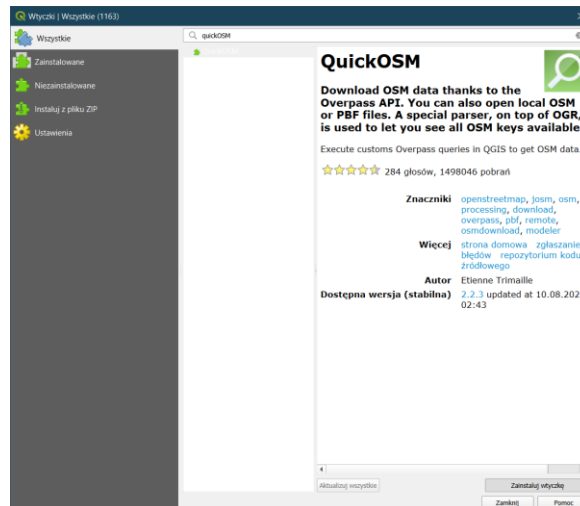 Wtyczki | Wszystkie (1163)
Wszystkie
Zainstalowane
Niezainstalowane
Instaluj z pliku ZIP
Ustawienia
quickOSM
QuickOSM
Download OSM data thanks to the
Overpass API. You can also open local OSM
or PBF files. A special parser, on top of OGR,
is used to let you see all OSM keys available
Execute customs Overpass queries in QGIS to get OSM data.
284 głosów, 1498046 pobrań
Znaczniki openstreetmap, josm, osm,
processing, download,
overpass, pbf, remote,
osmdownload, modeler
Więcej strona domowa zgłaszanie
błędów repozytorium kodu
źródłowego
Autor Etienne Trimaille
Dostępna wersja (stabilna) 2.2.3 updated at 10.08.202
02:43
Aktualizuj wszystkie
Zainstaluj wtyczkę
Zamknij
Pomoc